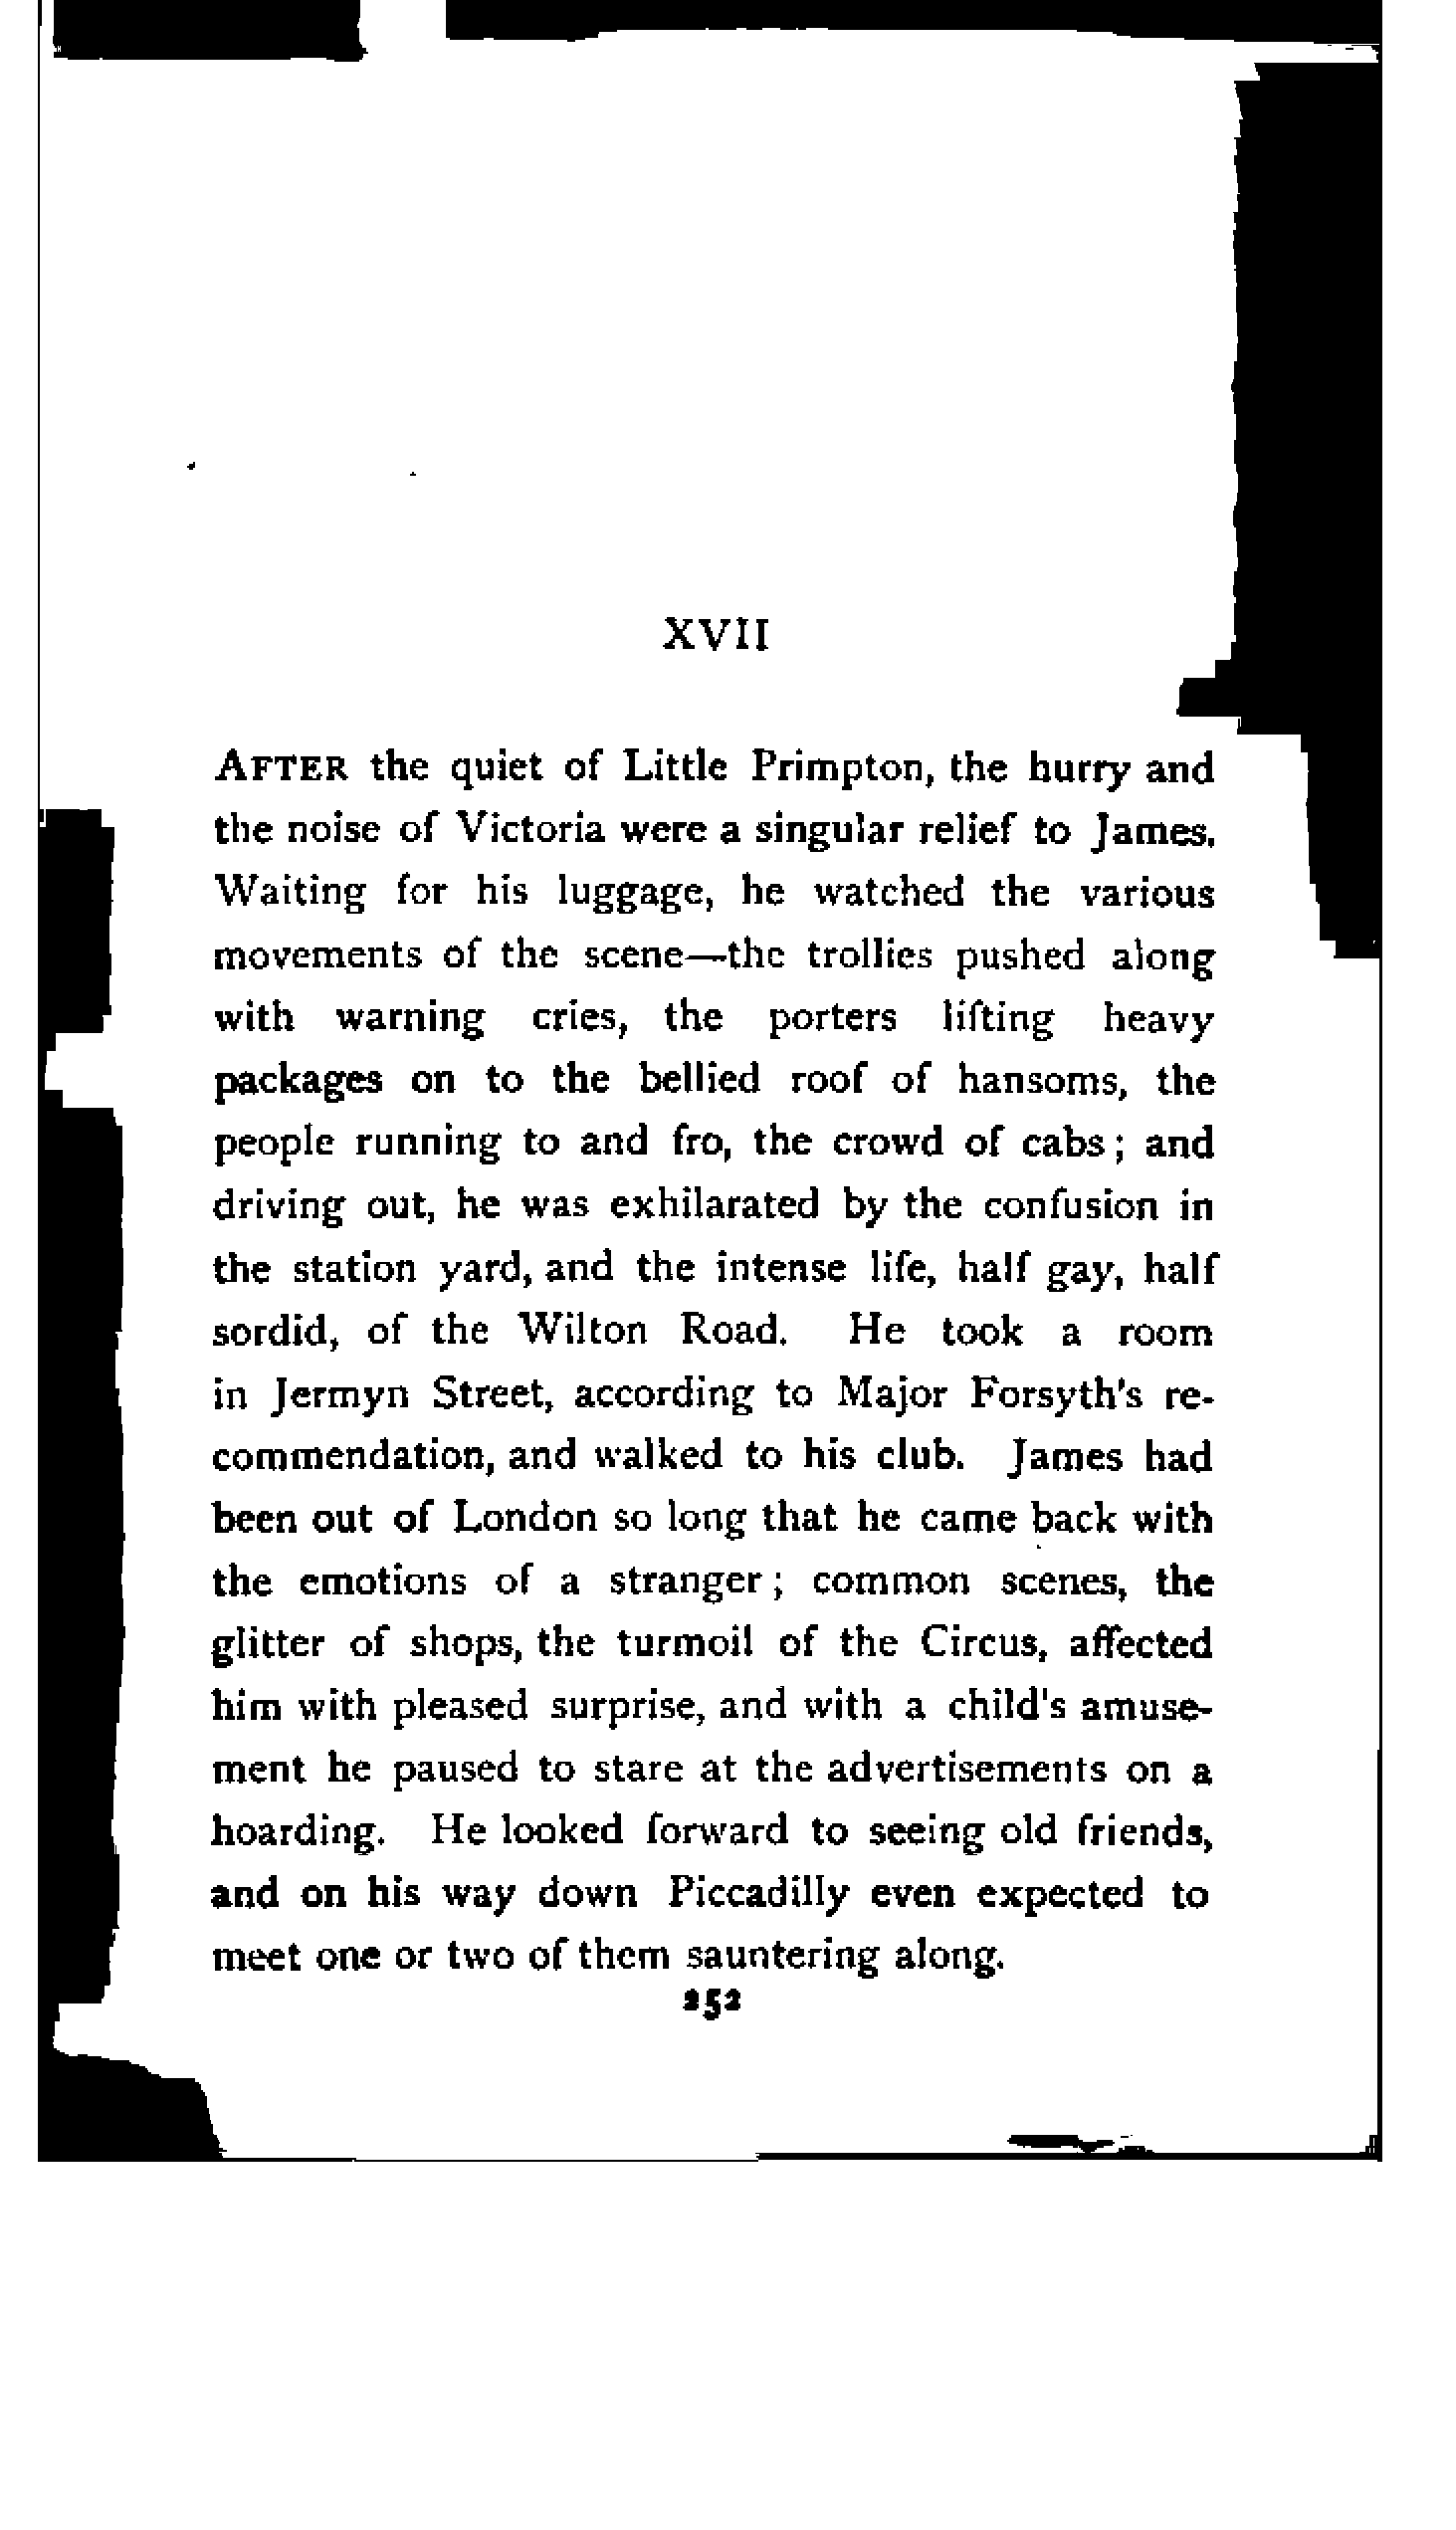 XVII
AFTER the quiet of Little Primpton, the hurry and
the noise of Victoria were a singular relief to James.
Waiting for his luggage, he watched the various
movements of the scene—the trollies pushed along
with warning cries, the porters lifting heavy
packages on to the bellied roof of hansoms, the
people running to and fro, the crowd of cabs; and
driving out, he was exhilarated by the confusion in
the station yard, and the intense life, half gay, half
sordid, of the Wilton Road. He took a room
in Jermyn Street, according to Major Forsyth's re-
commendation, and walked to his club. James had
been out of London so long that he came back with
the emotions of a stranger; common scenes, the
glitter of shops, the turmoil of the Circus, affected
him with pleased surprise, and with a child's amuse-
ment he paused to stare at the advertisements on a
hoarding. He looked forward to seeing old friends,
and on his way down Piccadilly even expected to
meet one or two of them sauntering along.
252